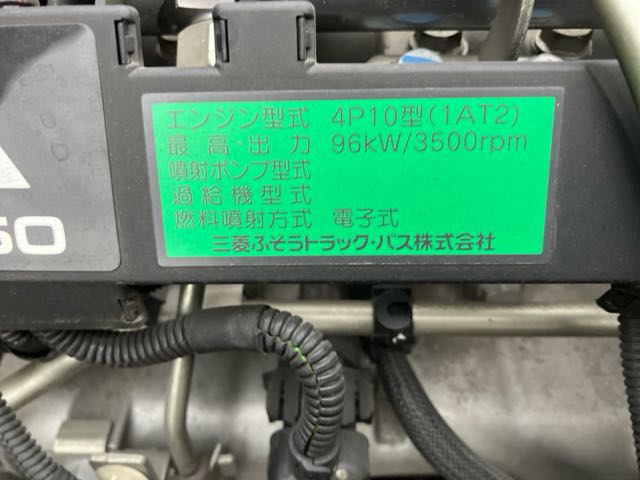 エンジン型式 4P10型(1AT2)
最高・出力 96kW/3500rpm
噴射ポンプ型式
過給機型式
燃料噴射方式 電子式
三菱ふそうトラック・バス株式会社
50